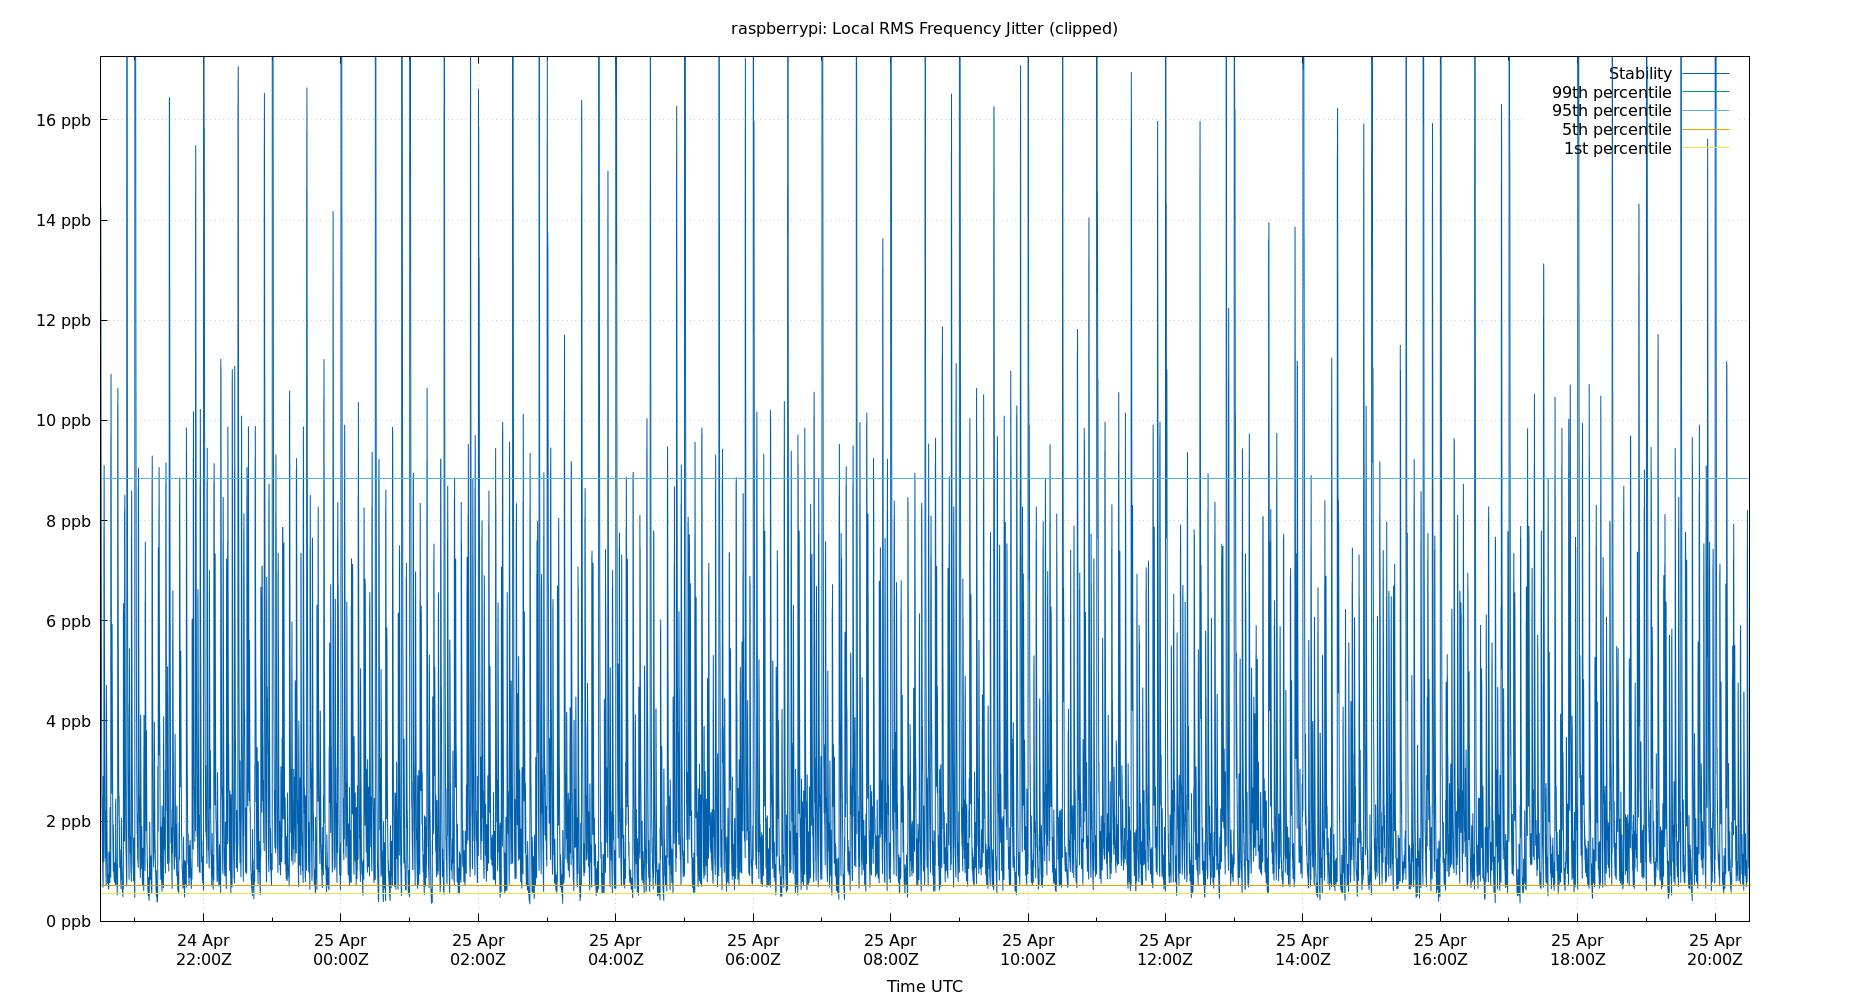 raspberrypi: Local RMS Frequency Jitter (clipped)
Stability
99th percentile
95th percentile
5th percentile
1st percentile
16 ppb
14 ppb
12 ppb
10 ppb
8 ppb
6 ppb
4 ppb
2 ppb
0 ppb
24 Apr 25 Apr 25 Apr 25 Apr 25 Apr 25 Apr 25 Apr 25 Apr 25 Apr 25 Apr 25 Apr 25 Apr
22:00Z 00:00Z 02:00Z 04:00Z 06:00Z 08:00Z 10:00Z 12:00Z 14:00Z 16:00Z 18:00Z 20:00Z
Time UTC